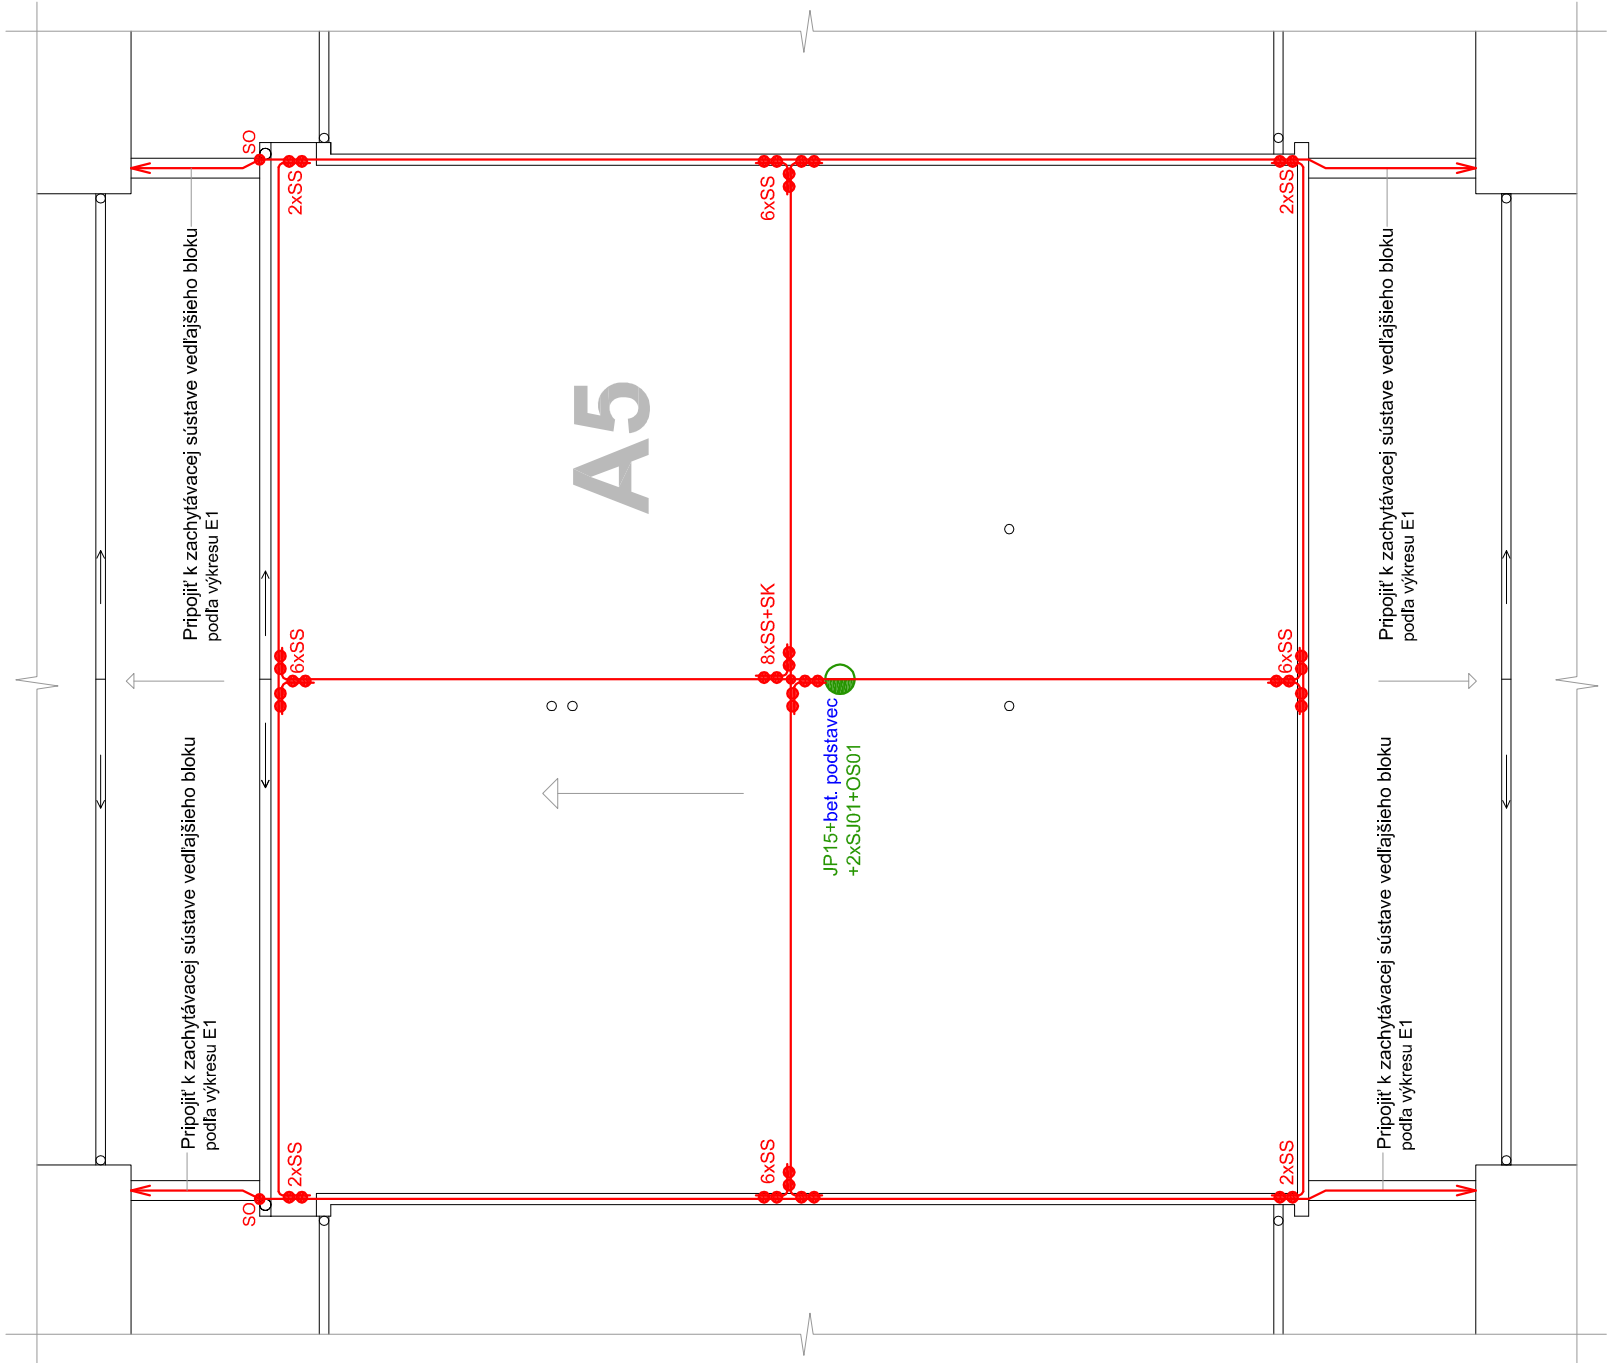 SO
2xSS
6xSS
2xSS
Pripojiť k zachytávacej sústave vedľajšieho bloku
podľa výkresu E1
A5
Pripojiť k zachytávacej sústave vedľajšieho bloku
podľa výkresu E1
6xSS
8xSS+SK
6xSS
JP15+bet. podstavec
+2xSJ01+OS01
Pripojiť k zachytávacej sústave vedľajšieho bloku
podľa výkresu E1
Pripojiť k zachytávacej sústave vedľajšieho bloku
podľa výkresu E1
SO
2xSS
6xSS
2xSS